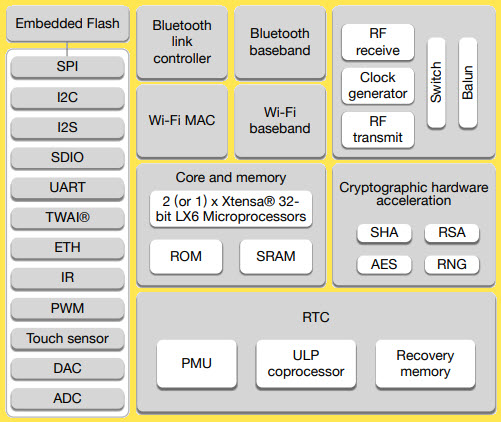 Embedded Flash
SPI
I2C
I2S
SDIO
UART
TWAI®
ETH
IR
PWM
Touch sensor
DAC
ADC
Bluetooth
link
controller
Bluetooth
baseband
Wi-Fi MAC
Wi-Fi
baseband
RF
receive
Clock
generator
RF
transmit
Switch
Balun
Core and memory
2 (or 1) x Xtensa® 32-
bit LX6 Microprocessors
ROM
SRAM
Cryptographic hardware
acceleration
SHA
RSA
AES
RNG
RTC
PMU
ULP
coprocessor
Recovery
memory